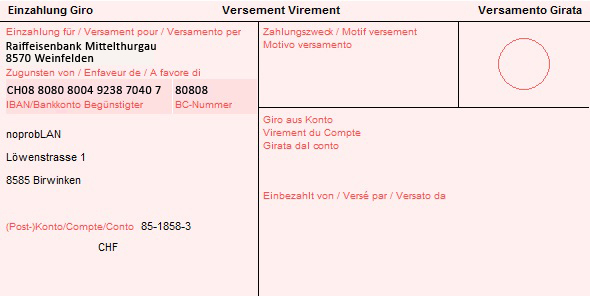 Einzahlung Giro Versement Virement Versamento Girata
Einzahlung für / Versament pour / Versamento per
Raiffeisenbank Mittelthurgau
8570 Weinfelden
Zugunsten von / Enfaveur de / A favore di
CH08 8080 8004 9238 7040 7 80808
IBAN/Bankkonto Begünstigter BC-Nummer
noprobLAN
Löwenstrasse 1
8585 Birwinken
(Post-)Konto/Compte/Conto 85-1858-3
CHF
Zahlungszweck / Motif versement
Motivo versamento
Giro aus Konto
Virement du Compte
Girata dal conto
Einbezahlt von / Versé par / Versato da